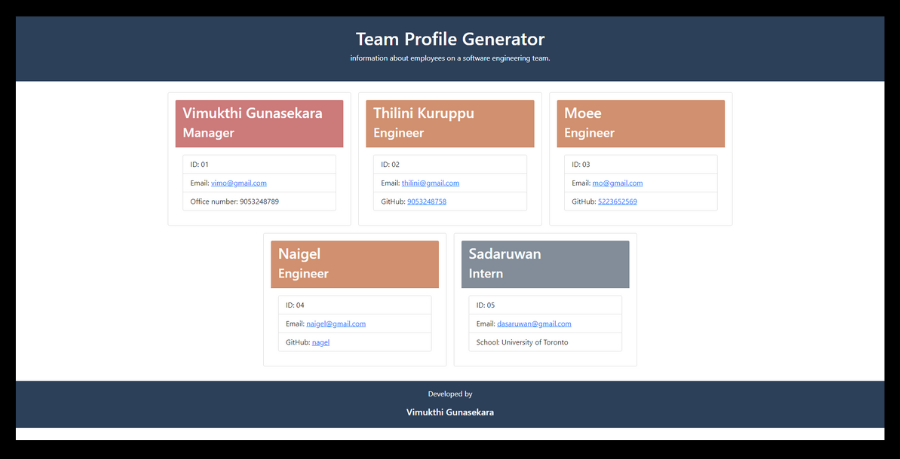 Team Profile Generator
information about employees on a software engineering team.
Vimukthi Gunasekara
Manager
ID: 01
Email: vimo@gmail.com
Office number: 9053248789
Thilini Kuruppu
Engineer
ID: 02
Email: thilini@gmail.com
GitHub: 9053248758
Moee
Engineer
ID: 03
Email: mo@gmail.com
GitHub: 5223652569
Naigel
Engineer
ID: 04
Email: naigel@gmail.com
GitHub: nagel
Sadaruwan
Intern
ID: 05
Email: dasaruwan@gmail.com
School: University of Toronto
Developed by
Vimukthi Gunasekara